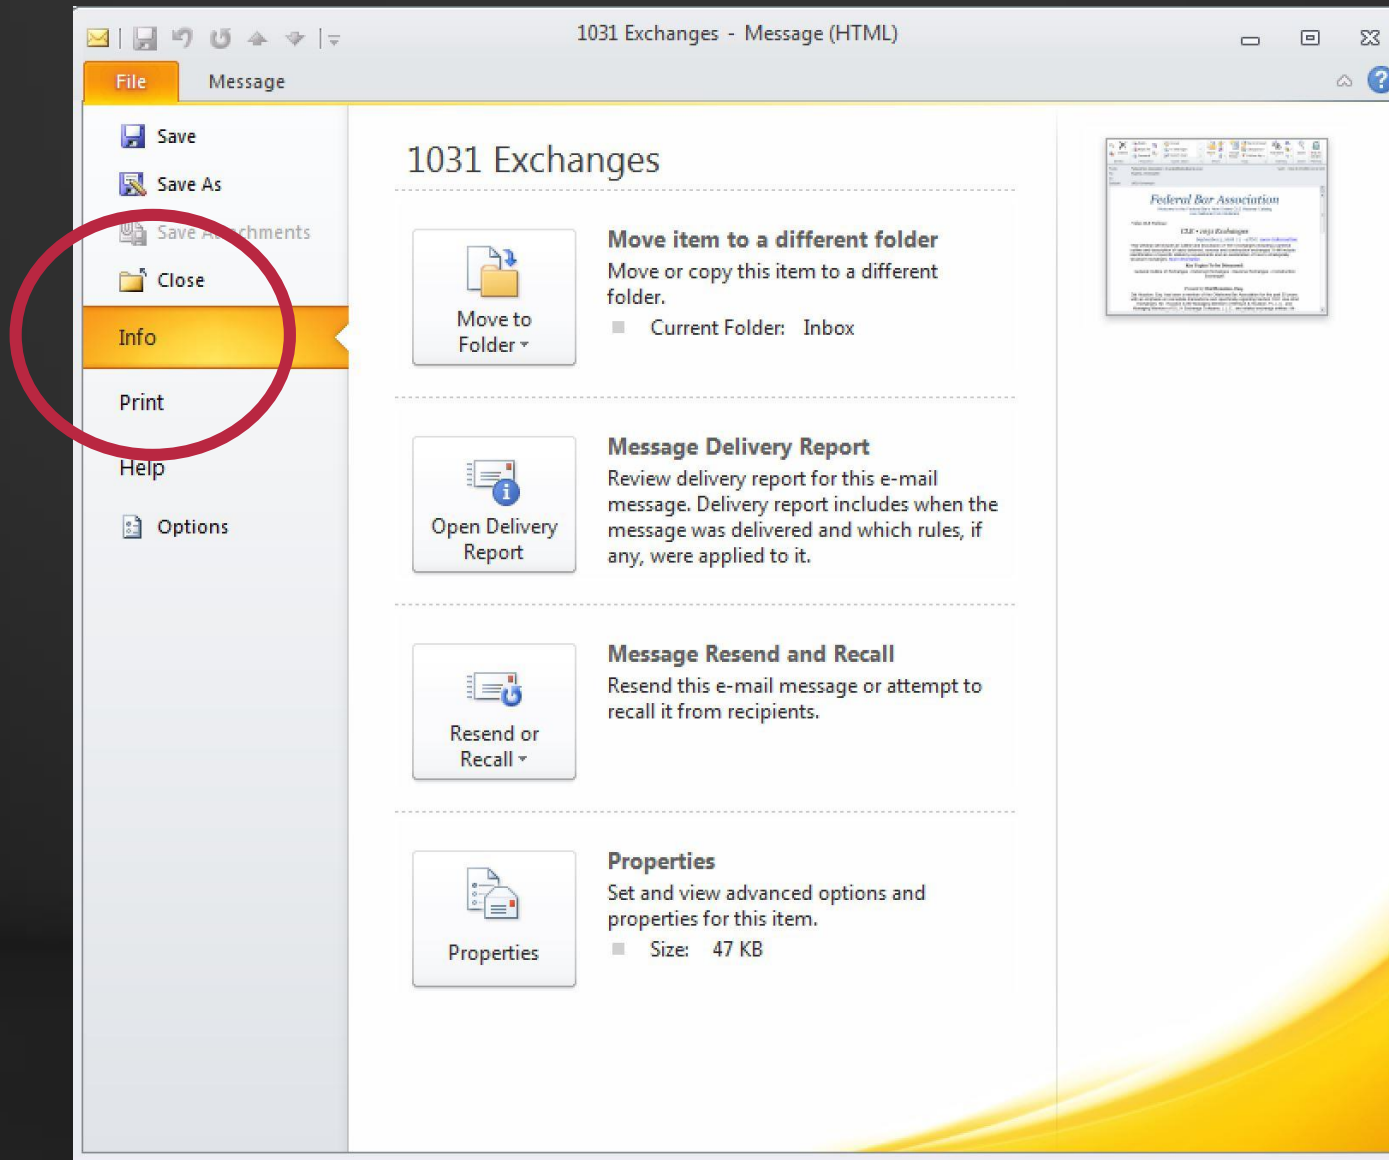 1031 Exchanges - Message (HTML)
File
Message
Save
Save As
Save Attachments
Close
Info
Print
Help
Options
1031 Exchanges
Move to
Folder
Move item to a different folder
Move or copy this item to a different
folder.
Current Folder: Inbox
Open Delivery
Report
Message Delivery Report
Review delivery report for this e-mail
message. Delivery report includes when the
message was delivered and which rules, if
any, were applied to it.
Resend or
Recall
Message Resend and Recall
Resend this e-mail message or attempt to
recall it from recipients.
Properties
Properties
Set and view advanced options and
properties for this item.
Size: 47 KB
Federal Bar Association
CLE • 1031 Exchanges